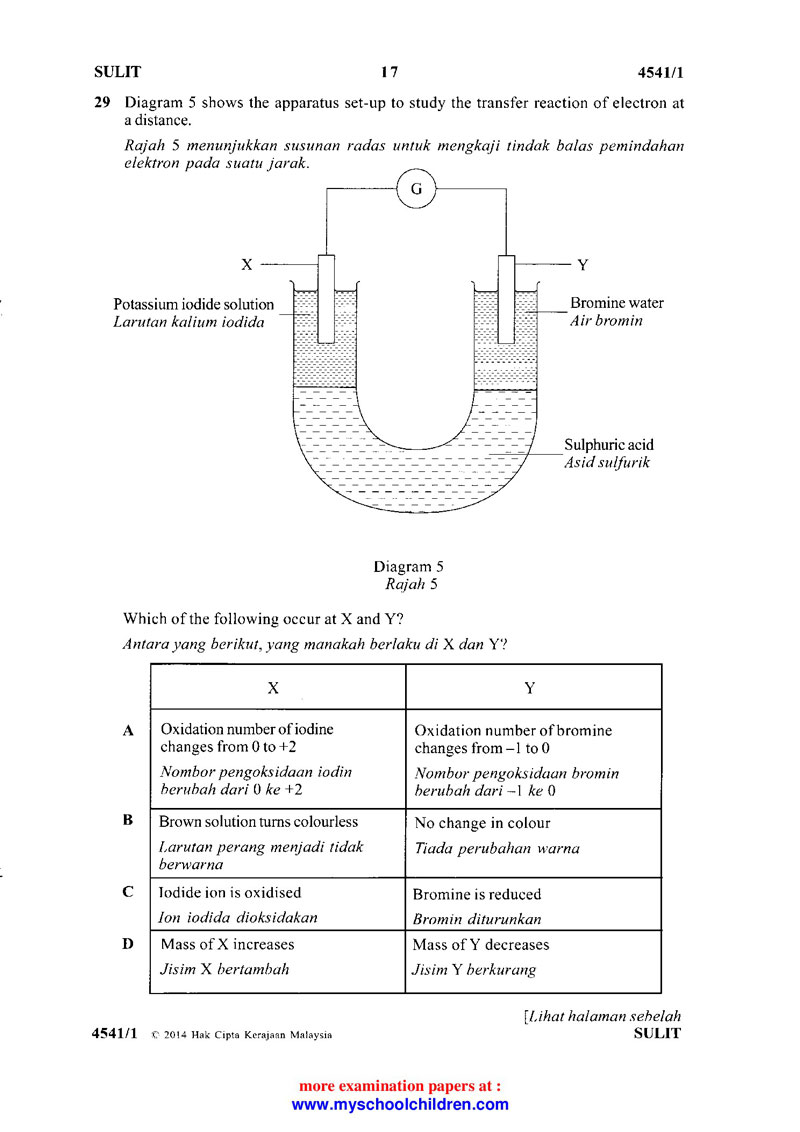 SULIT 17 4541/1
29 Diagram 5 shows the apparatus set-up to study the transfer reaction of electron at
a distance.
Rajah 5 menunjukkan susunan radas untuk mengkaji tindak balas pemindahan
elektron pada suatu jarak.
G
X
Y
Potassium iodide solution
Larutan kalium iodida
Bromine water
Air bromin
Sulphuric acid
Asid sulfurik
Diagram 5
Rajah 5
Which of the following occur at X and Y?
Antara yang berikut, yang manakah berlaku di X dan Y?
X Y
A Oxidation number of iodine
changes from 0 to +2
Nombor pengoksidaan iodin
berubah dari 0 ke +2
Oxidation number of bromine
changes from –1 to 0
Nombor pengoksidaan bromin
berubah dari –1 ke 0
B Brown solution turns colourless
Larutan perang menjadi tidak
berwarna
No change in colour
Tiada perubahan warna
C Iodide ion is oxidised
Ion iodida dioksidakan
Bromine is reduced
Bromin diturunkan
D Mass of X increases
Jisim X bertambah
Mass of Y decreases
Jisim Y berkurang
[Lihat halaman sebelah
4541/1 © 2014 Hak Cipta Kerajaan Malaysia SULIT
more examination papers at :
www.myschoolchildren.com